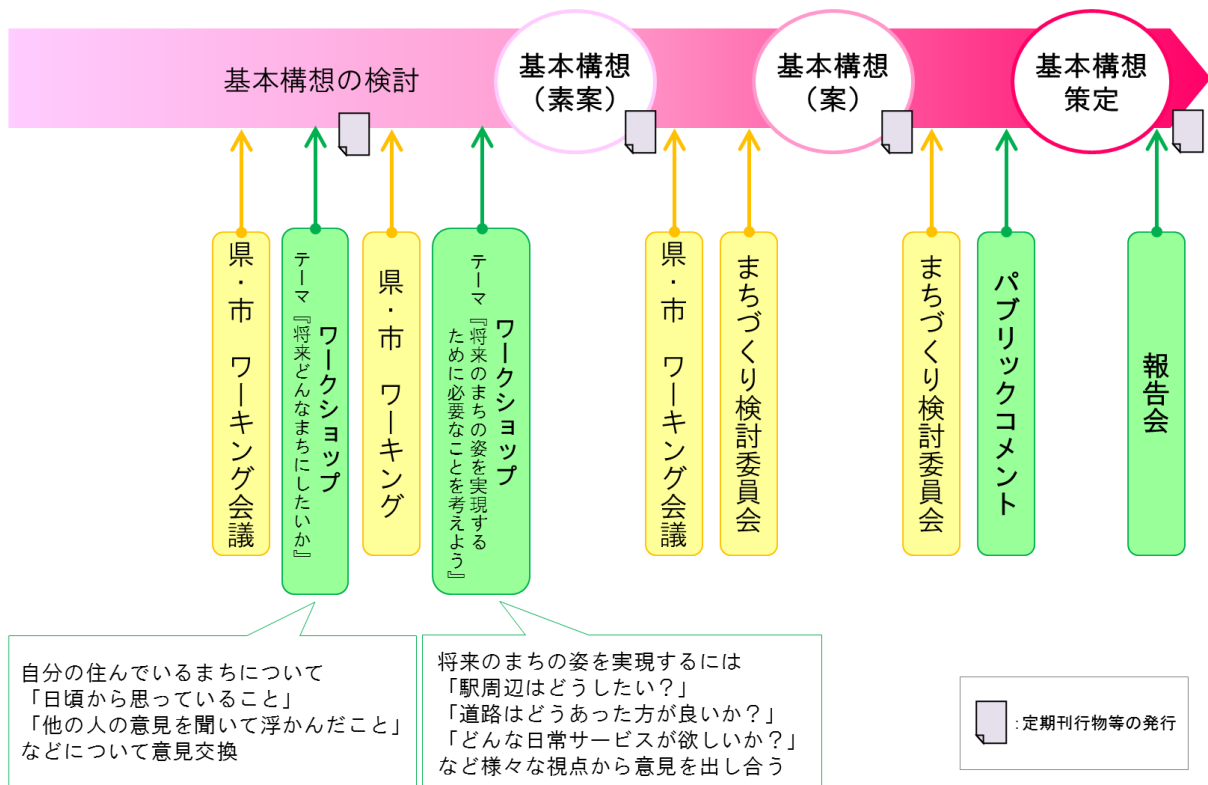 基本構想の検討
基本構想
（素案）
基本構想
（案）
基本構想
策定
県・市　ワーキング会議
ワークショップ
テーマ『将来どんなまちにしたいか』
県・市　ワーキング
ワークショップ
テーマ『将来のまちの姿を実現する
ために必要なことを考えよう』
県・市　ワーキング会議
まちづくり検討委員会
まちづくり検討委員会
パブリックコメント
報告会
自分の住んでいるまちについて
「日頃から思っていること」
「他の人の意見を聞いて浮かんだこと」
などについて意見交換
将来のまちの姿を実現するには
「駅周辺はどうしたい？」
「道路はどうあった方が良いか？」
「どんな日常サービスが欲しいか？」
など様々な視点から意見を出し合う
:定期刊行物等の発行